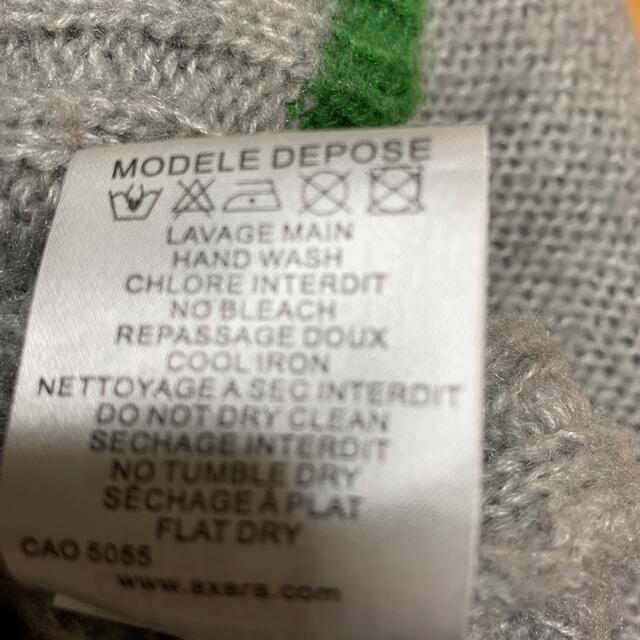 MODELE DEPOSE
LAVAGE MAIN
HAND WASH
CHLORE INTERDIT
NO BLEACH
REPASSAGE DOUX
COOL IRON
NETTOYAGE A SEC INTERDIT
DO NOT DRY CLEAN
SECHAGE INTERDIT
NO TUMBLE DRY
SÉCHAGE A PLAT
FLAT DRY
CAO 5055
www.axara.com